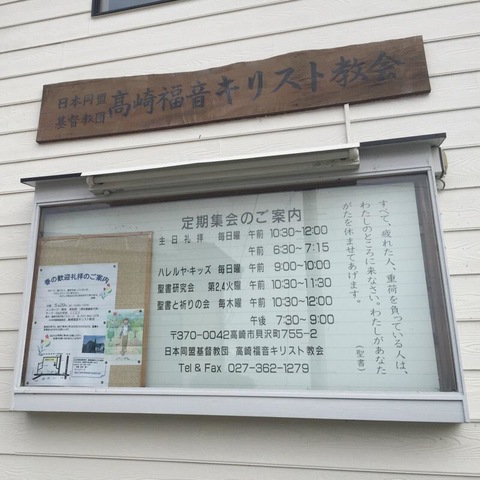 日本同盟
基督教団
高崎福音キリスト教会
定期集会のご案内
主日礼拝 毎日曜 午前 10:30-12:00
午前 6:30-7:15
ハレルヤ・キッズ 毎日曜 午前 9:00-10:00
聖書研究会 第2.4火曜 午前 10:30-11:30
聖書と祈りの会 毎木曜 午前 10:30-12:00
午後 7:30-9:00
〒370-0042高崎市貝沢町755-2
日本同盟基督教団 高崎福音キリスト教会
Tel & Fax 027-362-1279
すべて、疲れた人、重荷を負っている人は、
わたしのところに来なさい。わたしがあなた
がたを休ませてあげます。
(聖書)
春の歓迎礼拝のご案内